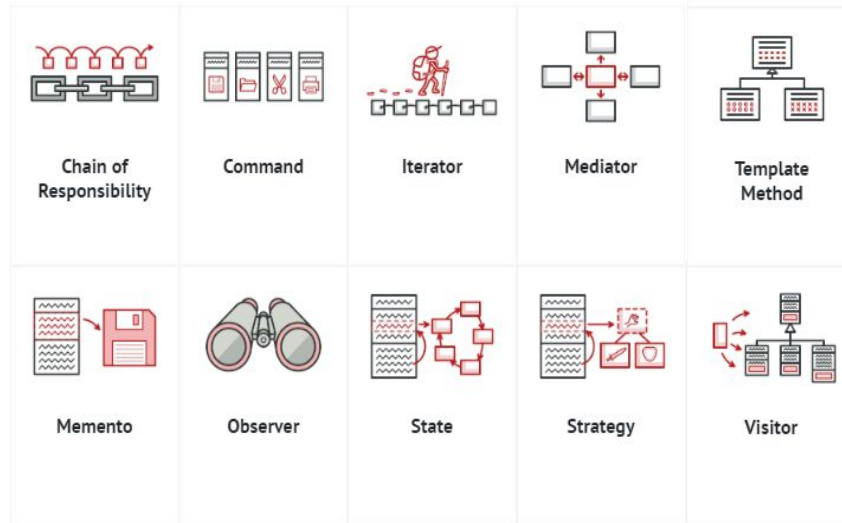 Chain of
Responsibility
Command
Iterator
Mediator
Template
Method
Memento
Observer
State
Strategy
Visitor